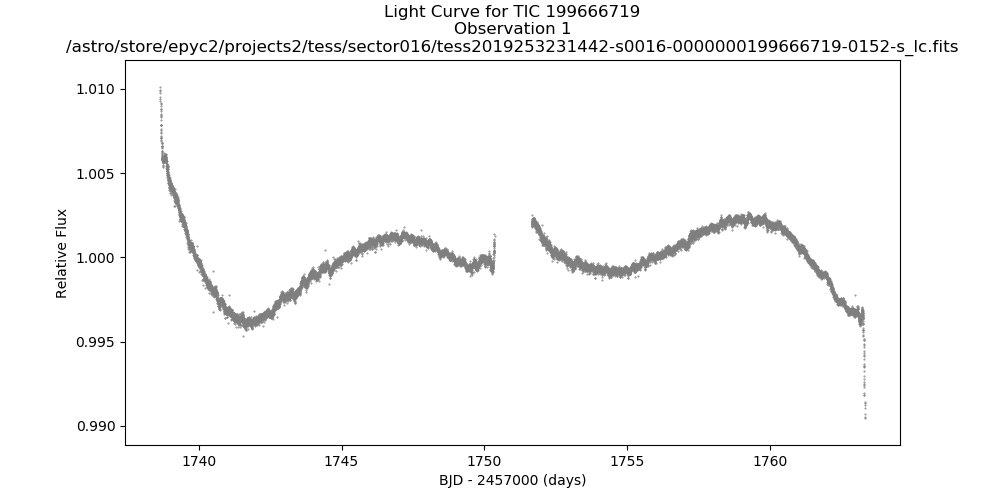 Light Curve for TIC 199666719
Observation 1
/astro/store/epyc2/projects2/tess/sector016/tess2019253231442-s0016-0000000199666719-0152-s_lc.fits
1.010
1.005
1.000
0.995
0.990
Relative Flux
1740 1745 1750 1755 1760
BJD - 2457000 (days)